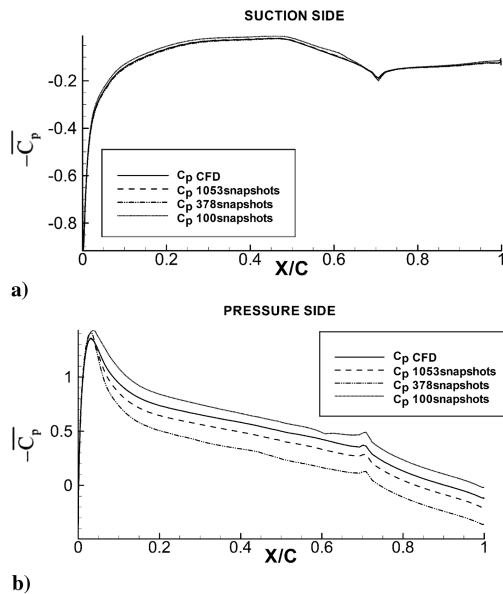 SUCTION SIDE
-0.2
-0.4
-0.6
-0.8
−Cp
Cp CFD
Cp 1053snapshots
Cp 378snapshots
Cp 100snapshots
0 0.2 0.4 0.6 0.8 1
X/C
a)
PRESSURE SIDE
1
0.5
0
−Cp
Cp CFD
Cp 1053snapshots
Cp 378snapshots
Cp 100snapshots
0 0.2 0.4 0.6 0.8 1
X/C
b)